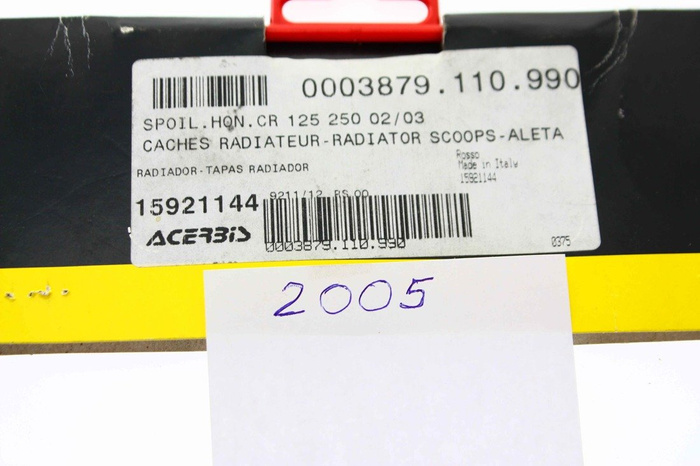 0003879.110.990
SPOIL.HON.CR 125 250 02/03
CACHES RADIATEUR-RADIATOR SCOOPS-ALETA
RADIADOR-TAPAS RADIADOR
Rosso
Made in Italy
15921144
15921144
9211/12 RS.00
ACERBIS
0003879.110.990
0375
2005